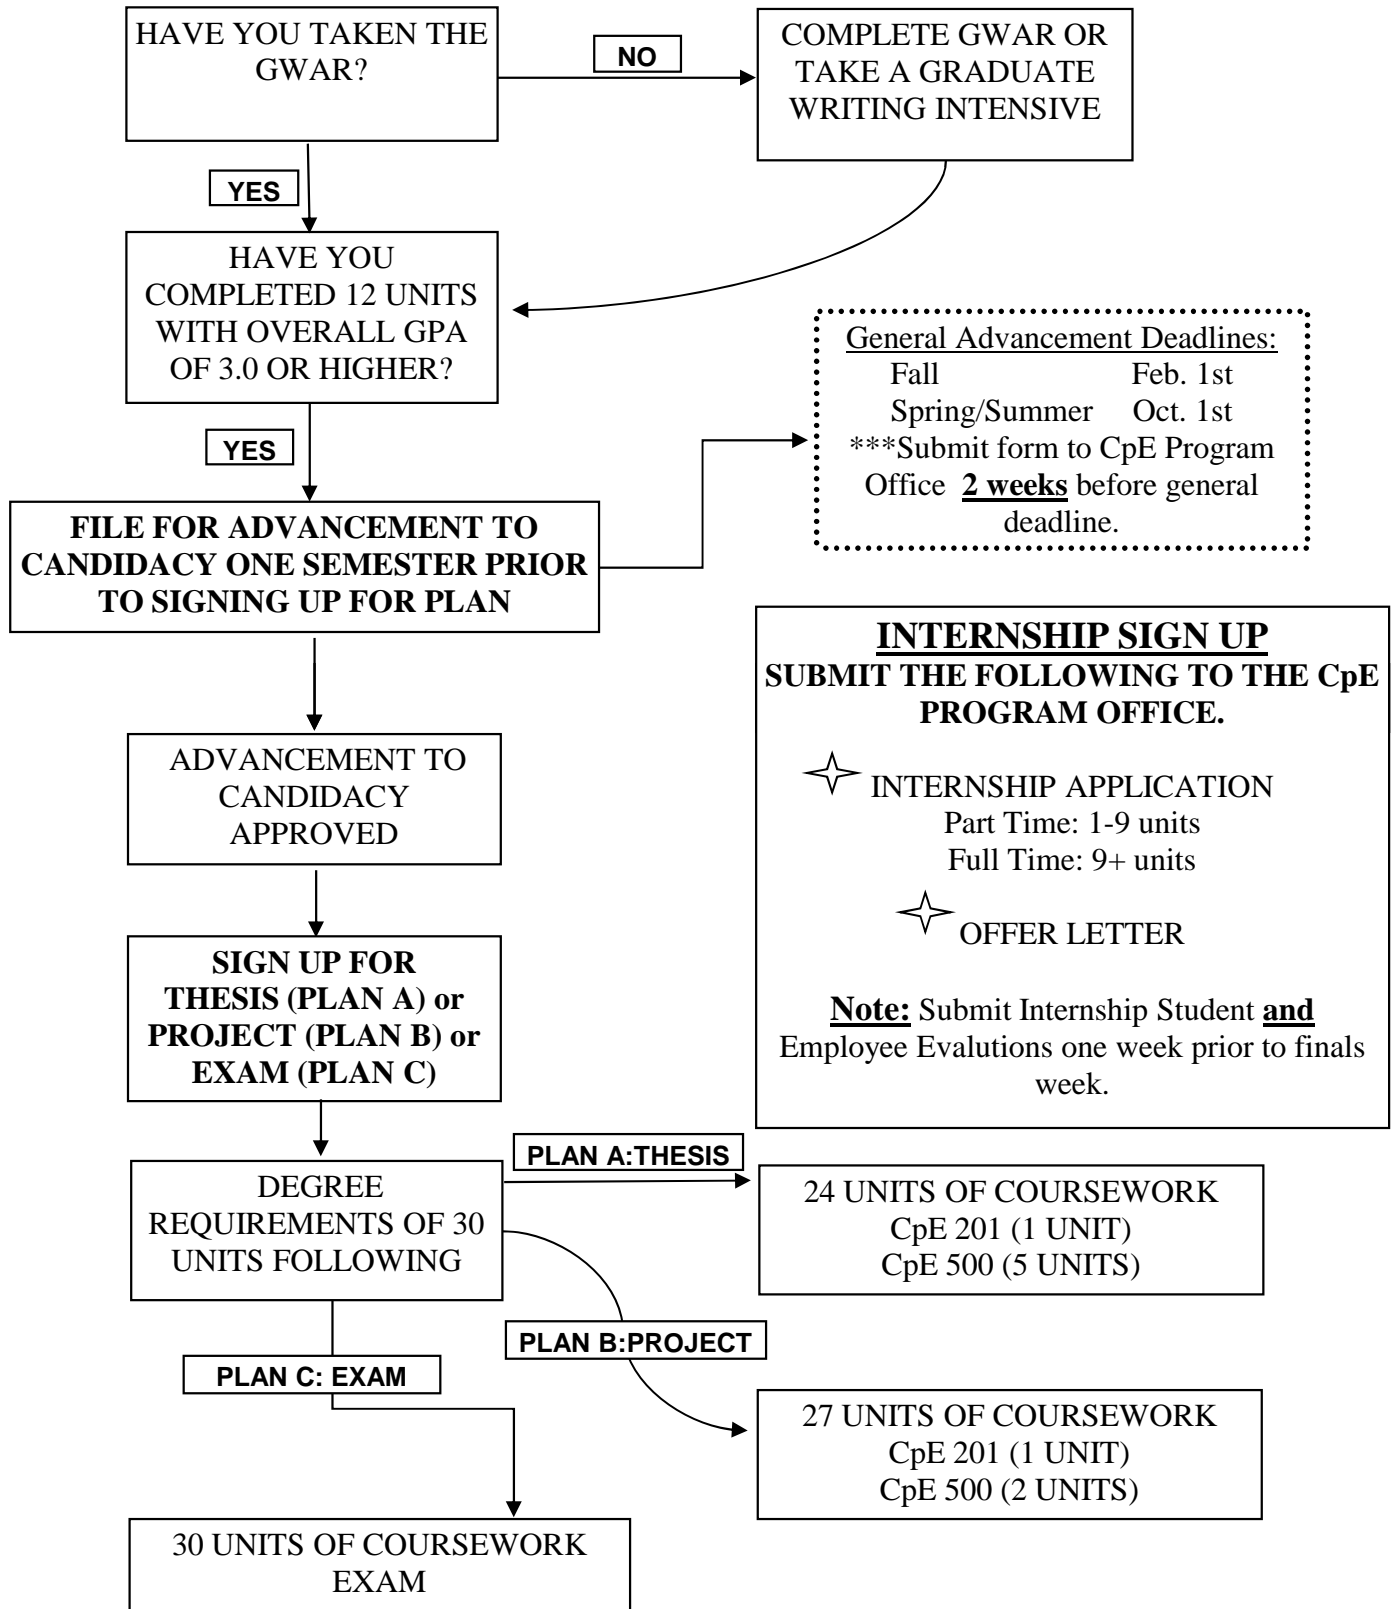 HAVE YOU TAKEN THE
GWAR?
NO
COMPLETE GWAR OR
TAKE A GRADUATE
WRITING INTENSIVE
YES
HAVE YOU
COMPLETED 12 UNITS
WITH OVERALL GPA
OF 3.0 OR HIGHER?
General Advancement Deadlines:
Fall Feb. 1st
Spring/Summer Oct. 1st
***Submit form to CpE Program
Office 2 weeks before general
deadline.
YES
FILE FOR ADVANCEMENT TO
CANDIDACY ONE SEMESTER PRIOR
TO SIGNING UP FOR PLAN
INTERNSHIP SIGN UP
SUBMIT THE FOLLOWING TO THE CpE
PROGRAM OFFICE.
INTERNSHIP APPLICATION
Part Time: 1-9 units
Full Time: 9+ units
OFFER LETTER
Note: Submit Internship Student and
Employee Evalutions one week prior to finals
week.
ADVANCEMENT TO
CANDIDACY
APPROVED
SIGN UP FOR
THESIS (PLAN A) or
PROJECT (PLAN B) or
EXAM (PLAN C)
DEGREE
REQUIREMENTS OF 30
UNITS FOLLOWING
PLAN A:THESIS
24 UNITS OF COURSEWORK
CpE 201 (1 UNIT)
CpE 500 (5 UNITS)
PLAN B:PROJECT
27 UNITS OF COURSEWORK
CpE 201 (1 UNIT)
CpE 500 (2 UNITS)
PLAN C: EXAM
30 UNITS OF COURSEWORK
EXAM